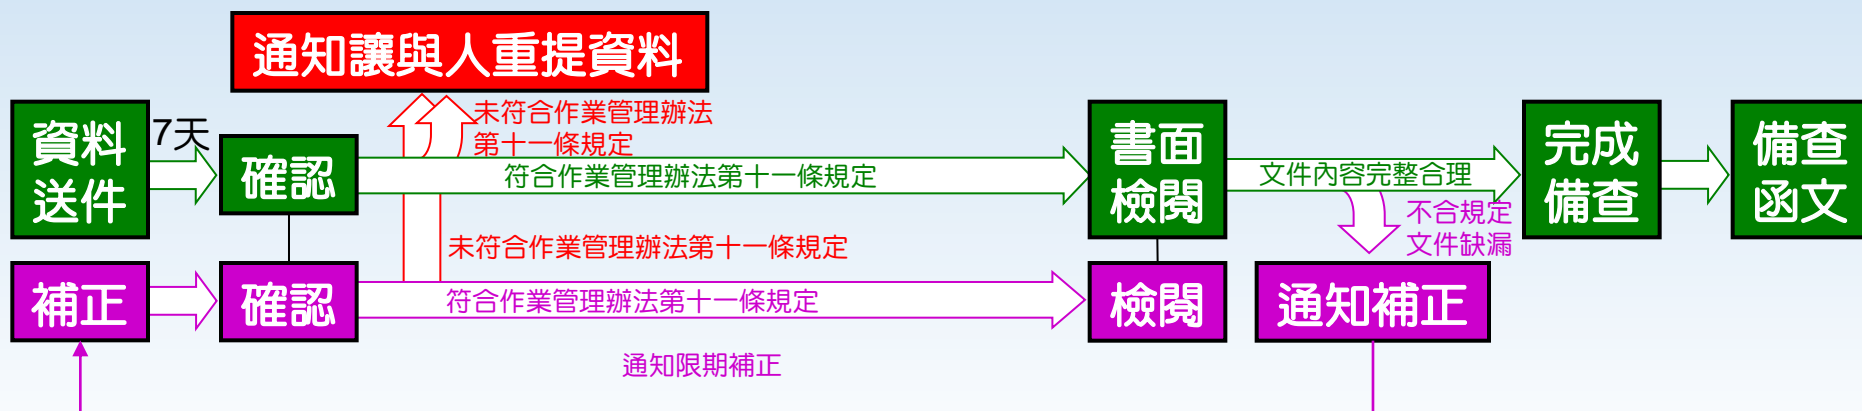 通知讓與人重提資料
未符合作業管理辦法
第十一條規定
資料
送件
7天
確認
符合作業管理辦法第十一條規定
書面
檢閱
文件內容完整合理
完成
備查
備查
函文
不合規定
文件缺漏
未符合作業管理辦法第十一條規定
補正
確認
符合作業管理辦法第十一條規定
檢閱
通知補正
通知限期補正